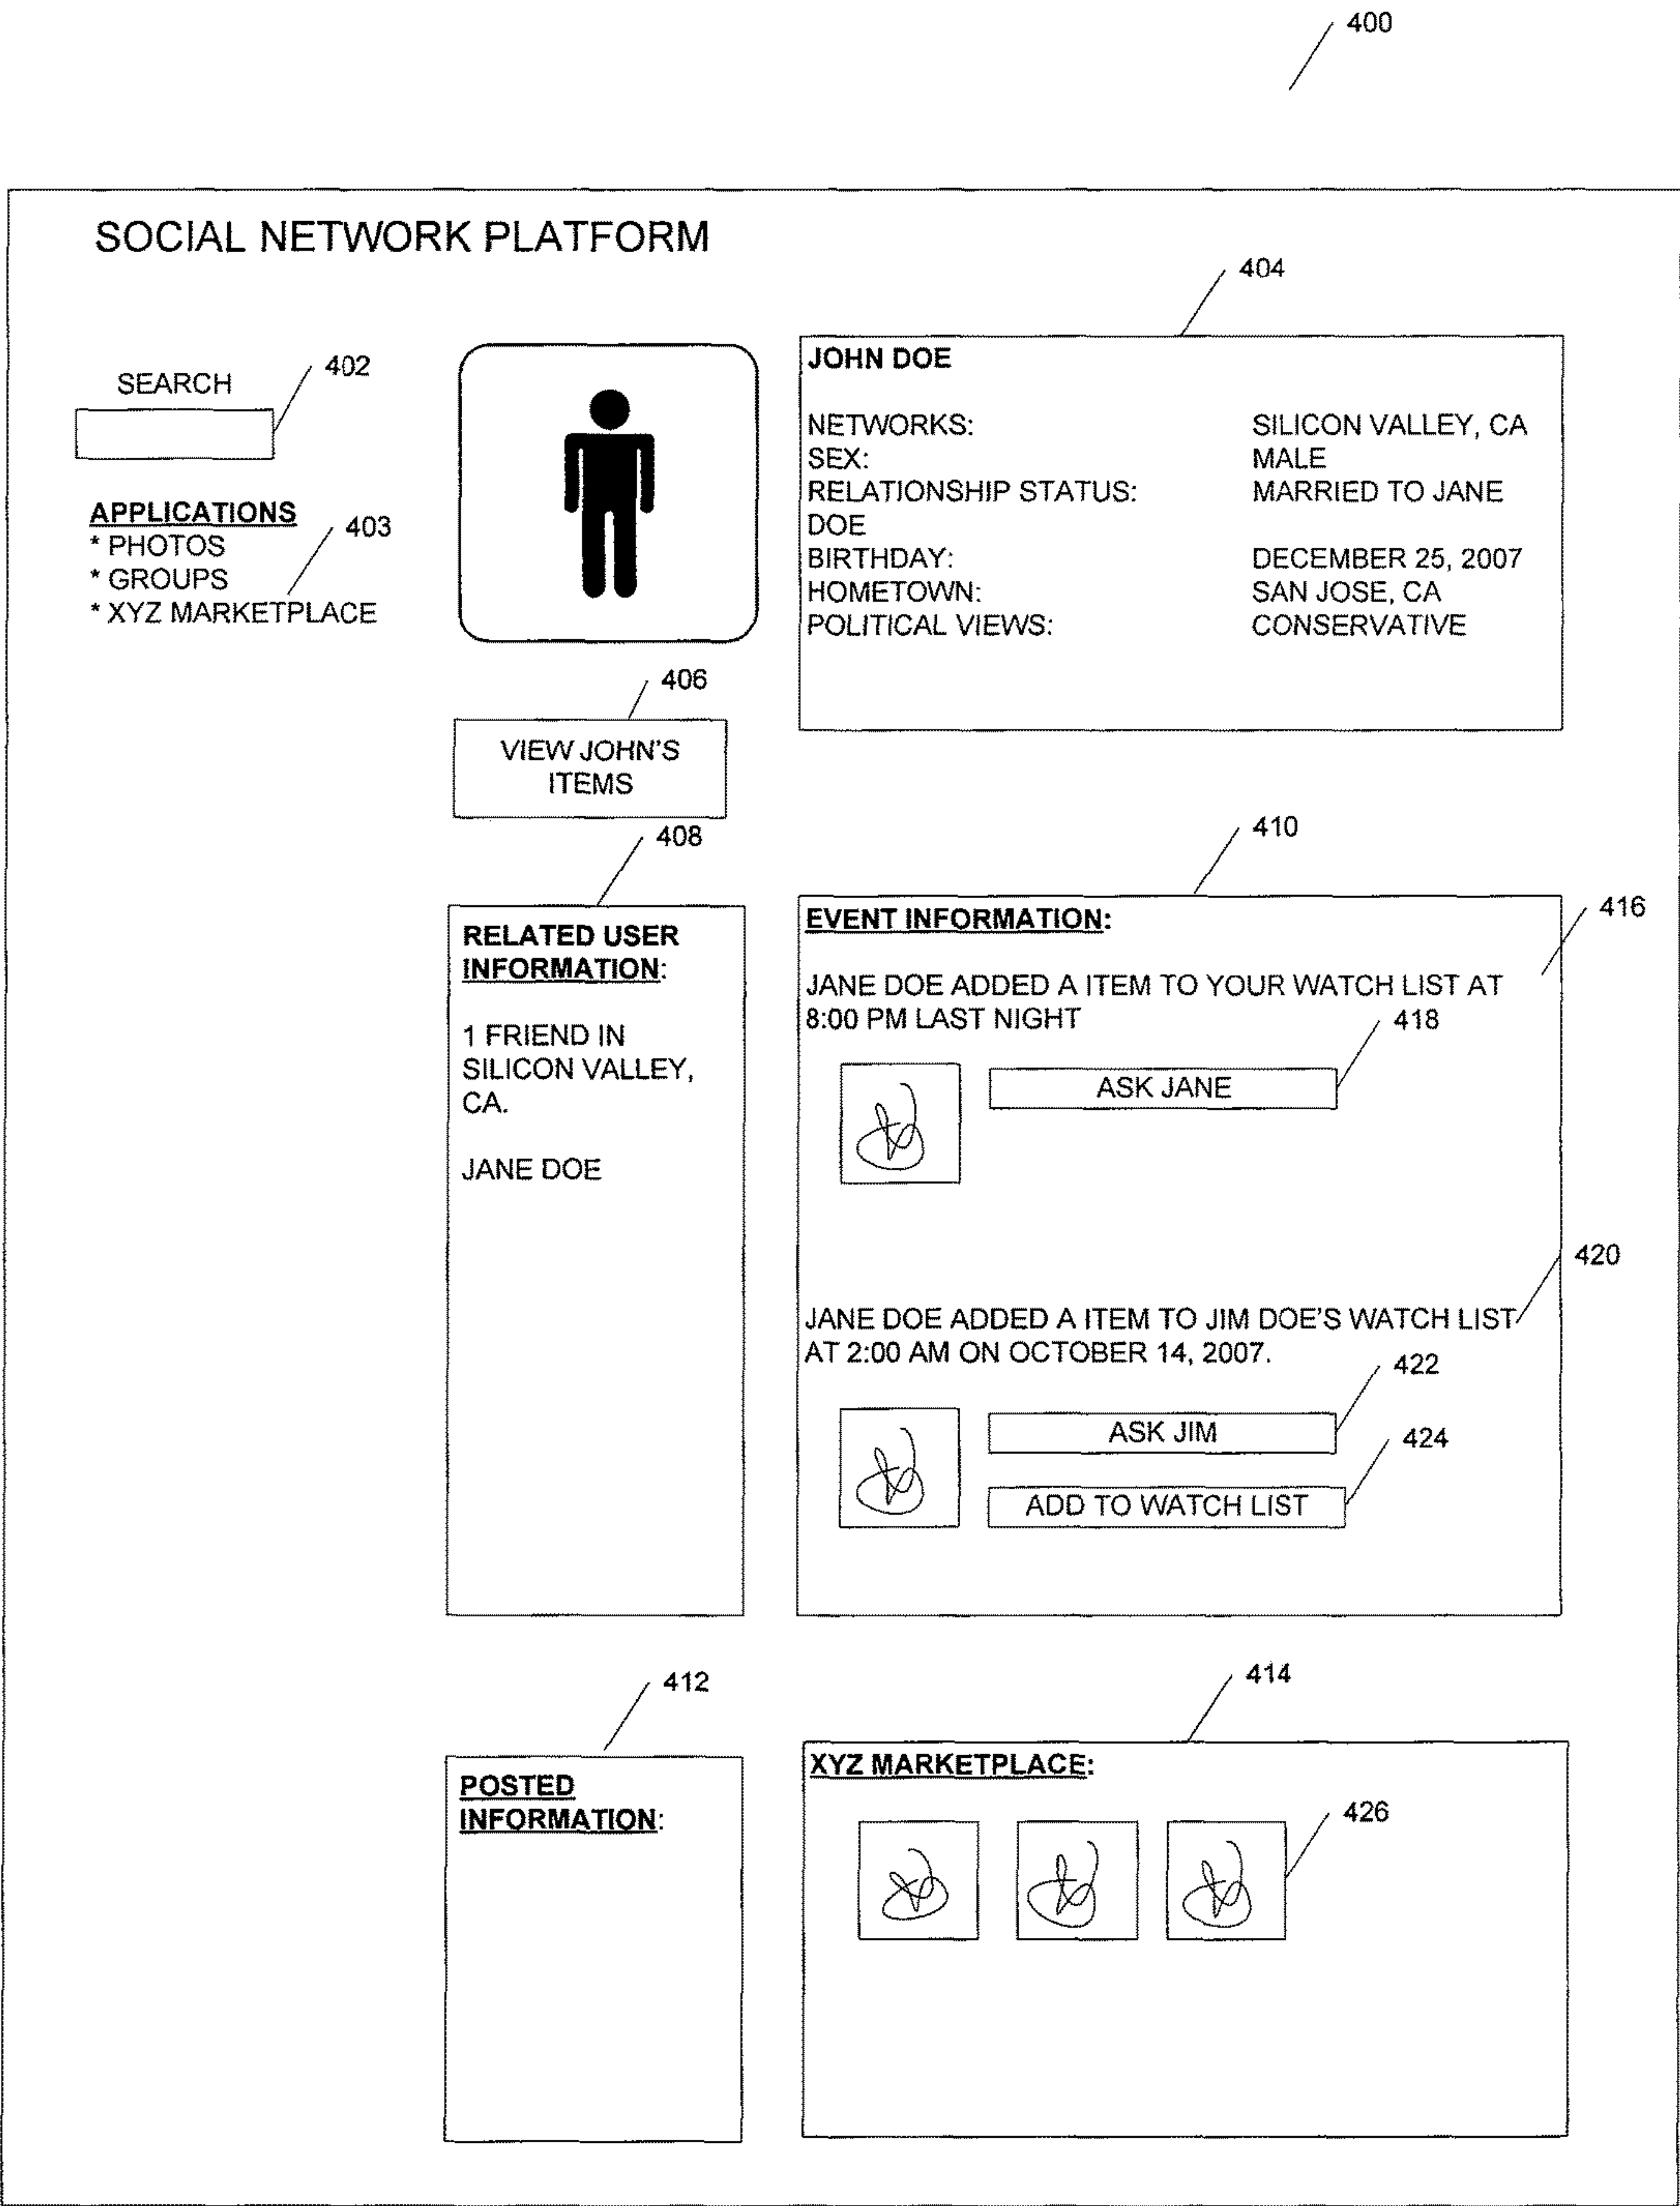 400
SOCIAL NETWORK PLATFORM
SEARCH
402
APPLICATIONS
403
* PHOTOS
* GROUPS
* XYZ MARKETPLACE
404
JOHN DOE
NETWORKS: SILICON VALLEY, CA
SEX: MALE
RELATIONSHIP STATUS: MARRIED TO JANE
DOE
BIRTHDAY: DECEMBER 25, 2007
HOMETOWN: SAN JOSE, CA
POLITICAL VIEWS: CONSERVATIVE
406
VIEW JOHN'S
ITEMS
408
RELATED USER
INFORMATION:
1 FRIEND IN
SILICON VALLEY,
CA.
JANE DOE
410
EVENT INFORMATION:
416
JANE DOE ADDED A ITEM TO YOUR WATCH LIST AT
8:00 PM LAST NIGHT
418
ASK JANE
420
JANE DOE ADDED A ITEM TO JIM DOE'S WATCH LIST
AT 2:00 AM ON OCTOBER 14, 2007.
422
ASK JIM
424
ADD TO WATCH LIST
412
POSTED
INFORMATION:
414
XYZ MARKETPLACE:
426